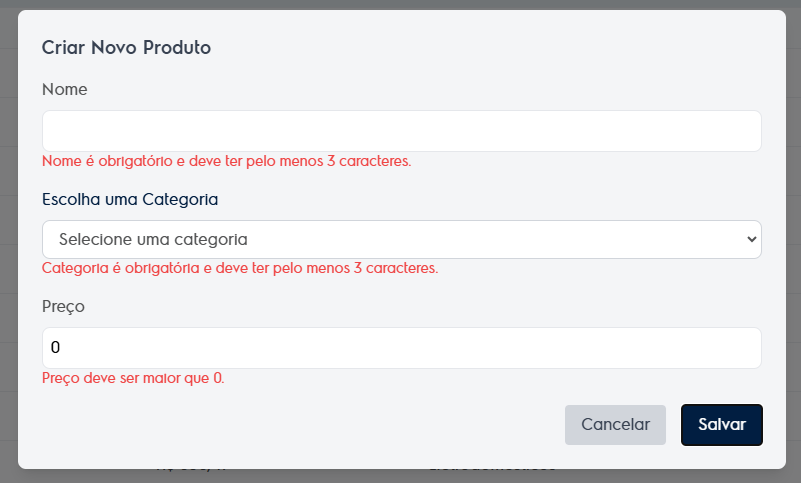 Criar Novo Produto
Nome
Nome é obrigatório e deve ter pelo menos 3 caracteres.
Escolha uma Categoria
Selecione uma categoria
Categoria é obrigatória e deve ter pelo menos 3 caracteres.
Preço
0
Preço deve ser maior que 0.
Cancelar Salvar